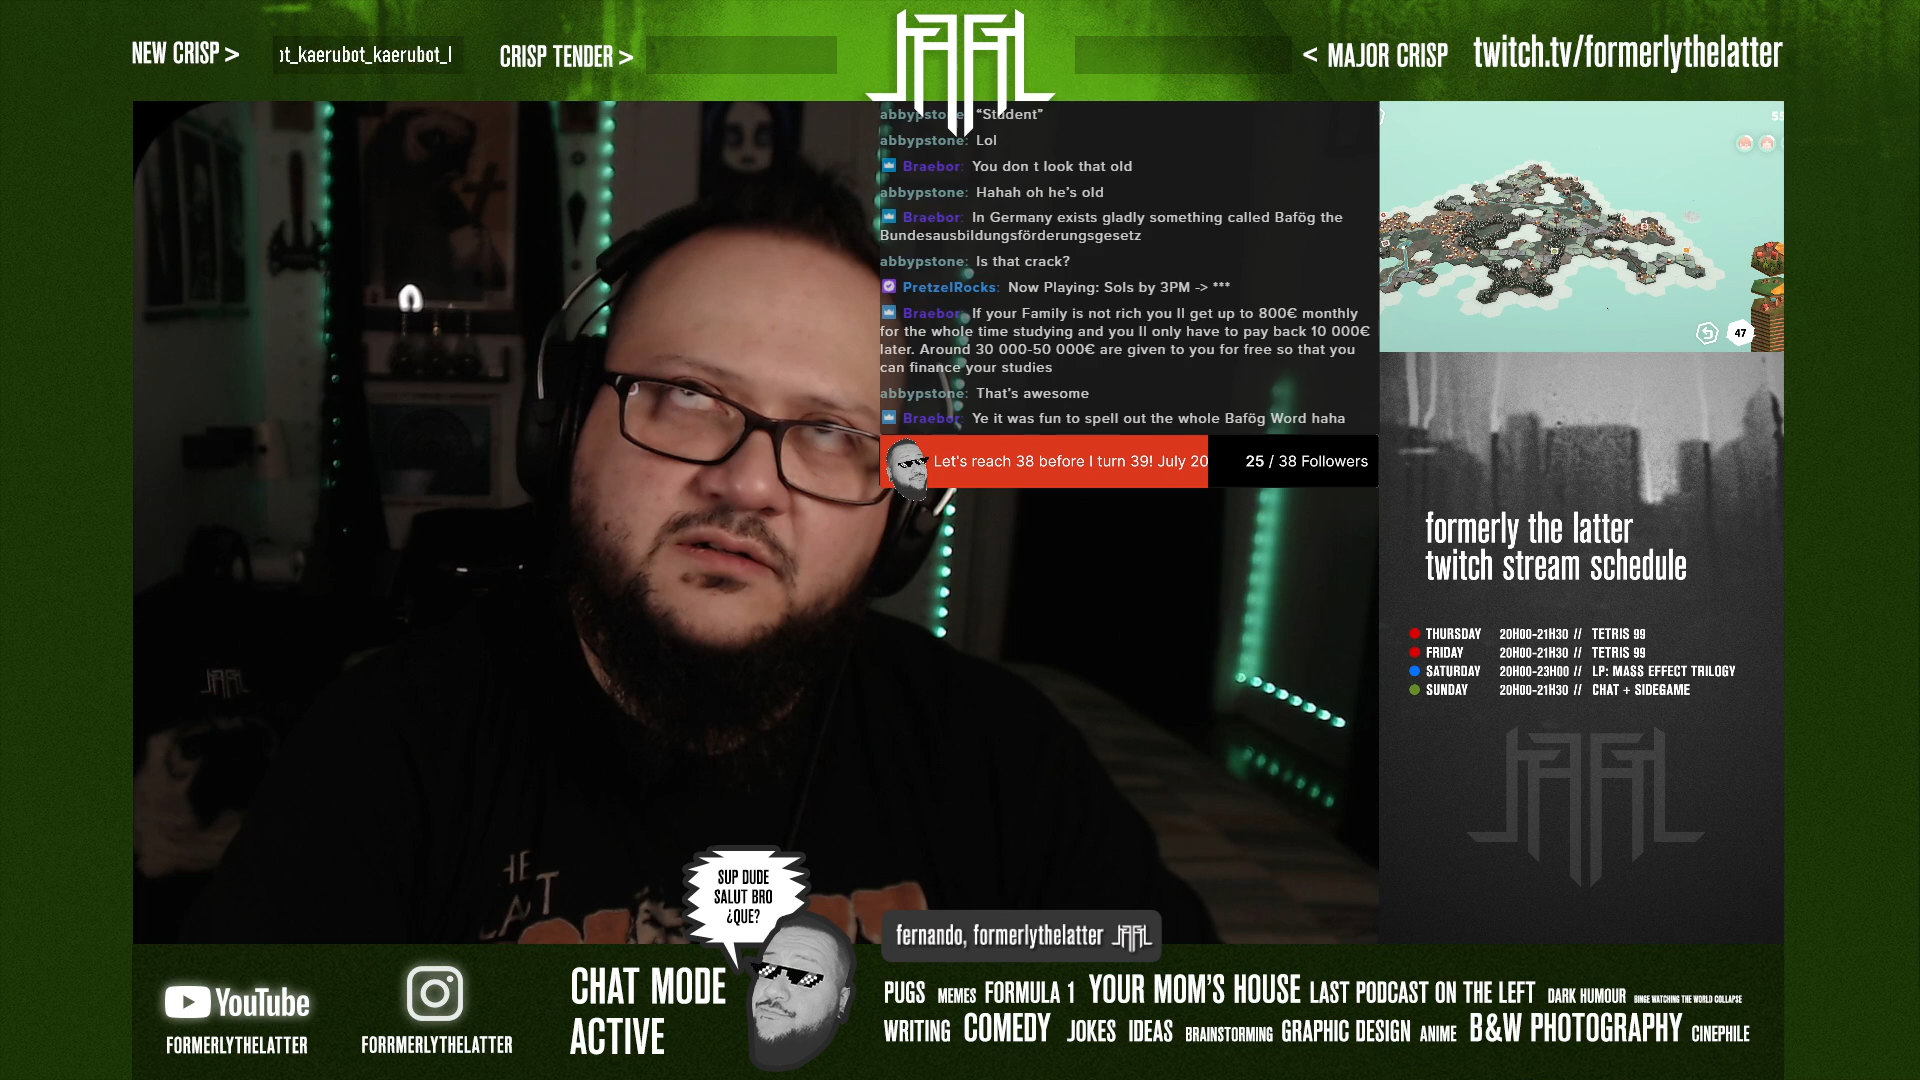 NEW CRISP >
ot_kaerubot_kaerubot_l
CRISP TENDER >
< MAJOR CRISP
twitch.tv/formerlythelatter
abbypstone: “Student”
abbypstone: Lol
Braebor: You don t look that old
abbypstone: Hahah oh he's old
Braebor: In Germany exists gladly something called Bafög the
Bundesausbildungsförderungsgesetz
abbypstone: Is that crack?
PretzelRocks: Now Playing: Sols by 3PM -> ***
Braebor: If your Family is not rich you ll get up to 800€ monthly
for the whole time studying and you ll only have to pay back 10 000€
later. Around 30 000-50 000€ are given to you for free so that you
can finance your studies
abbypstone: That's awesome
Braebor: Ye it was fun to spell out the whole Bafög Word haha
Let's reach 38 before I turn 39! July 20
25 / 38 Followers
47
formerly the latter
twitch stream schedule
THURSDAY 20H00-21H30 // TETRIS 99
FRIDAY 20H00-21H30 // TETRIS 99
SATURDAY 20H00-23H00 // LP: MASS EFFECT TRILOGY
SUNDAY 20H00-21H30 // CHAT + SIDEGAME
SUP DUDE
SALUT BRO
¿QUE?
fernando, formerlythelatter
YouTube
FORMERLYTHELATTER
FORRMERLYTHELATTER
CHAT MODE
ACTIVE
PUGS MEMES FORMULA 1 YOUR MOM'S HOUSE LAST PODCAST ON THE LEFT DARK HUMOUR BINGE WATCHING THE WORLD COLLAPSE
WRITING COMEDY JOKES IDEAS BRAINSTORMING GRAPHIC DESIGN ANIME B&W PHOTOGRAPHY CINEPHILE